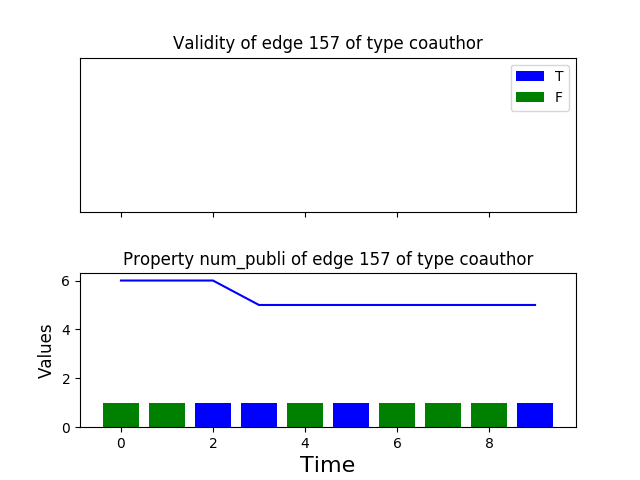 Validity of edge 157 of type coauthor
T
F
Property num_publi of edge 157 of type coauthor
6
4
2
0
Values
0 2 4 6 8
Time